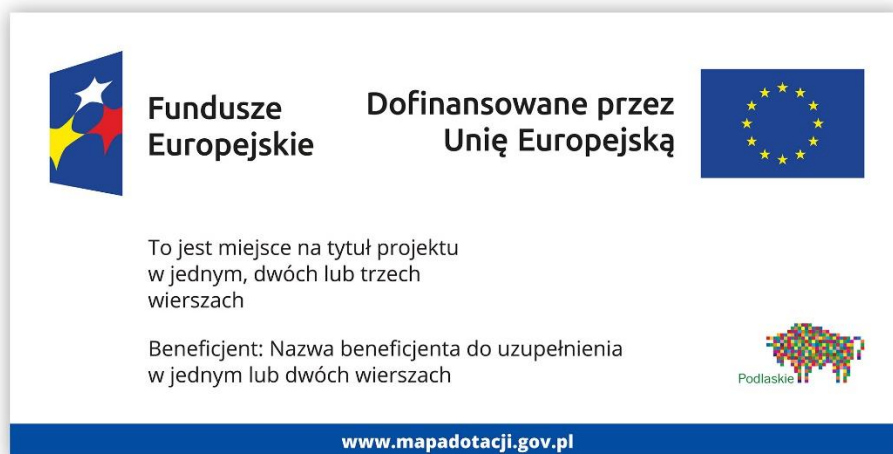 Fundusze
Europejskie
Dofinansowane przez
Unię Europejską
To jest miejsce na tytuł projektu
w jednym, dwóch lub trzech
wierszach
Beneficjent: Nazwa beneficjenta do uzupełnienia
w jednym lub dwóch wierszach
Podlaskie
www.mapadotacji.gov.pl